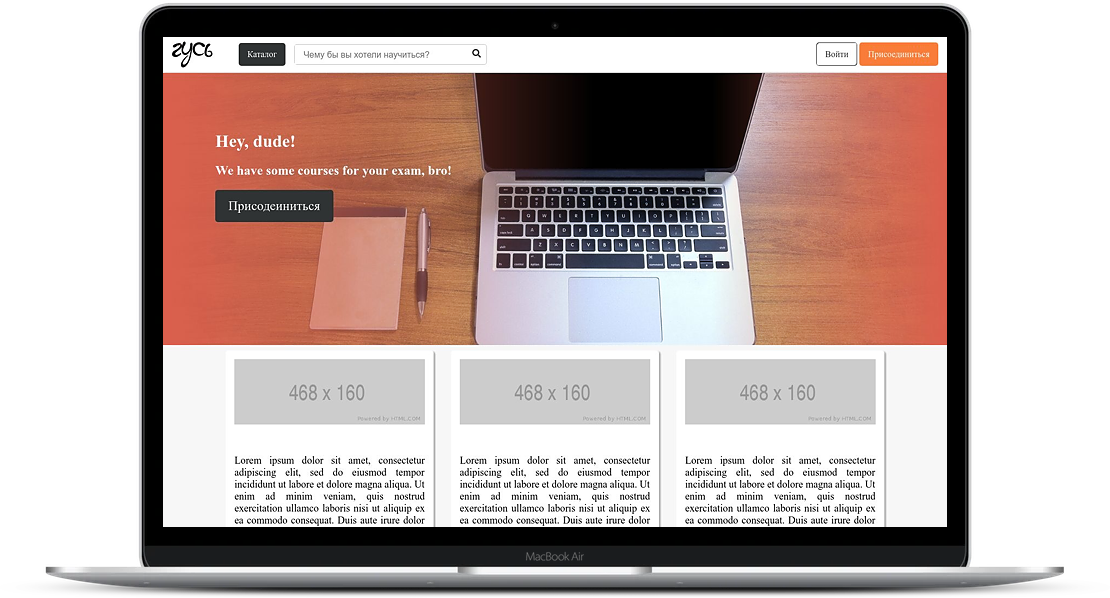 гусь
Каталог
Чему бы вы хотели научиться?
Войти
Присоединиться
Hey, dude!
We have some courses for your exam, bro!
Присодеиниться
468 x 160
Powered by HTML.COM
468 x 160
Powered by HTML.COM
468 x 160
Powered by HTML.COM
Lorem ipsum dolor sit amet, consectetur
adipiscing elit, sed do eiusmod tempor
incididunt ut labore et dolore magna aliqua. Ut
enim ad minim veniam, quis nostrud
exercitation ullamco laboris nisi ut aliquip ex
ea commodo consequat. Duis aute irure dolor
Lorem ipsum dolor sit amet, consectetur
adipiscing elit, sed do eiusmod tempor
incididunt ut labore et dolore magna aliqua. Ut
enim ad minim veniam, quis nostrud
exercitation ullamco laboris nisi ut aliquip ex
ea commodo consequat. Duis aute irure dolor
Lorem ipsum dolor sit amet, consectetur
adipiscing elit, sed do eiusmod tempor
incididunt ut labore et dolore magna aliqua. Ut
enim ad minim veniam, quis nostrud
exercitation ullamco laboris nisi ut aliquip ex
ea commodo consequat. Duis aute irure dolor
MacBook Air